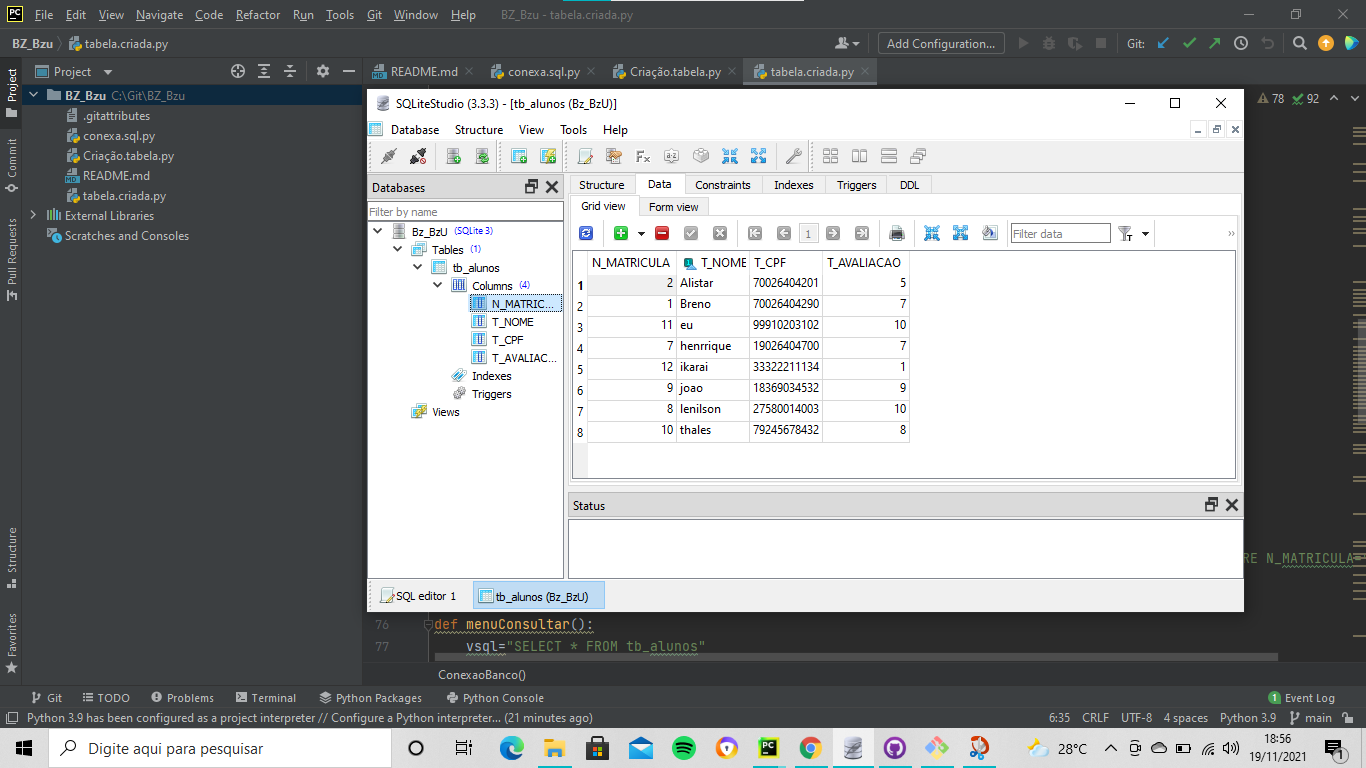 PC File Edit View Navigate Code Refactor Run Tools Git Window Help BZ_Bzu - tabela.criada.py
BZ_Bzu tabela.criada.py Add Configuration... Git:
Project README.md conexa.sql.py Criação.tabela.py tabela.criada.py
BZ_Bzu C:\Git\BZ_Bzu
.gitattributes
conexa.sql.py
Criação.tabela.py
README.md
tabela.criada.py
External Libraries
Scratches and Consoles
Project
Commit
Pull Requests
Structure
Favorites
78 92
SQLiteStudio (3.3.3) - [tb_alunos (Bz_BzU)]
Database Structure View Tools Help
Databases
Filter by name
Bz_BzU (SQLite 3)
Tables (1)
tb_alunos
Columns (4)
N_MATRIC...
T_NOME
T_CPF
T_AVALIAC...
Indexes
Triggers
Views
Structure Data Constraints Indexes Triggers DDL
Grid view Form view
1 Filter data
N_MATRICULA T_NOME T_CPF T_AVALIACAO
1 2 Alistar 70026404201 5
2 1 Breno 70026404290 7
3 11 eu 99910203102 10
4 7 henrrique 19026404700 7
5 12 ikarai 33322211134 1
6 9 joao 18369034532 9
7 8 lenilson 27580014003 10
8 10 thales 79245678432 8
Status
SQL editor 1 tb_alunos (Bz_BzU)
RE N_MATRICULA=
76 def menuConsultar():
77 vsql="SELECT * FROM tb_alunos"
ConexaoBanco()
Git TODO Problems Terminal Python Packages Python Console 1 Event Log
Python 3.9 has been configured as a project interpreter // Configure a Python interpreter... (21 minutes ago) 6:35 CRLF UTF-8 4 spaces Python 3.9 main
Digite aqui para pesquisar 28°C 18:56
19/11/2021 1